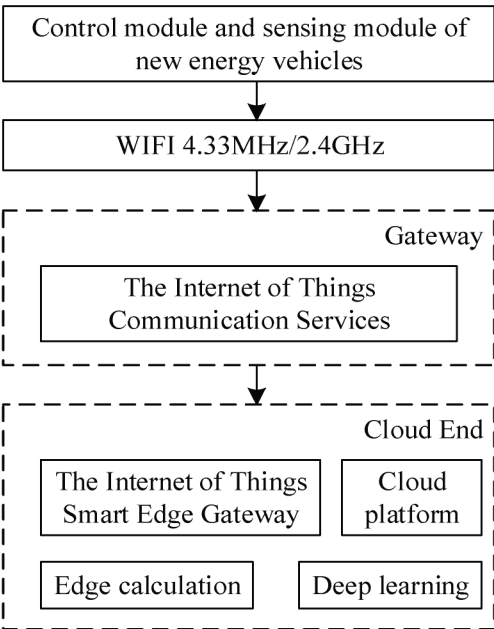 Control module and sensing module of
new energy vehicles
WIFI 4.33MHz/2.4GHz
Gateway
The Internet of Things
Communication Services
Cloud End
The Internet of Things
Smart Edge Gateway
Cloud
platform
Edge calculation
Deep learning